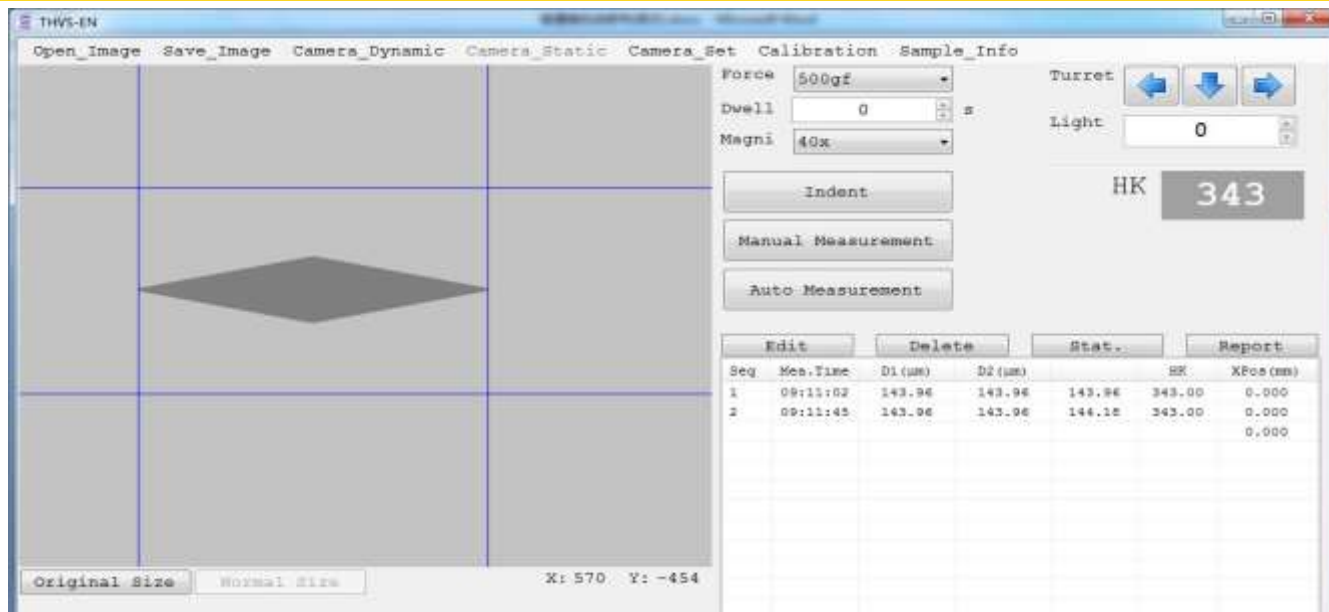 THVS-EN
Open_Image Save_Image Camera_Dynamic Camera_Static Camera_Set Calibration Sample_Info
Force 500gf Turret
Dwell 0 s
Light 0
Magni 40x
Indent HK 343
Manual Measurement
Auto Measurement
Edit Delete Stat. Report
Seq Mea.Time D1(μm) D2(μm) HK XPos(mm)
1 09:11:02 143.96 143.96 143.96 343.00 0.000
2 09:11:45 143.96 143.96 144.18 343.00 0.000
0.000
Original Size Normal Size X: 570 Y: -454